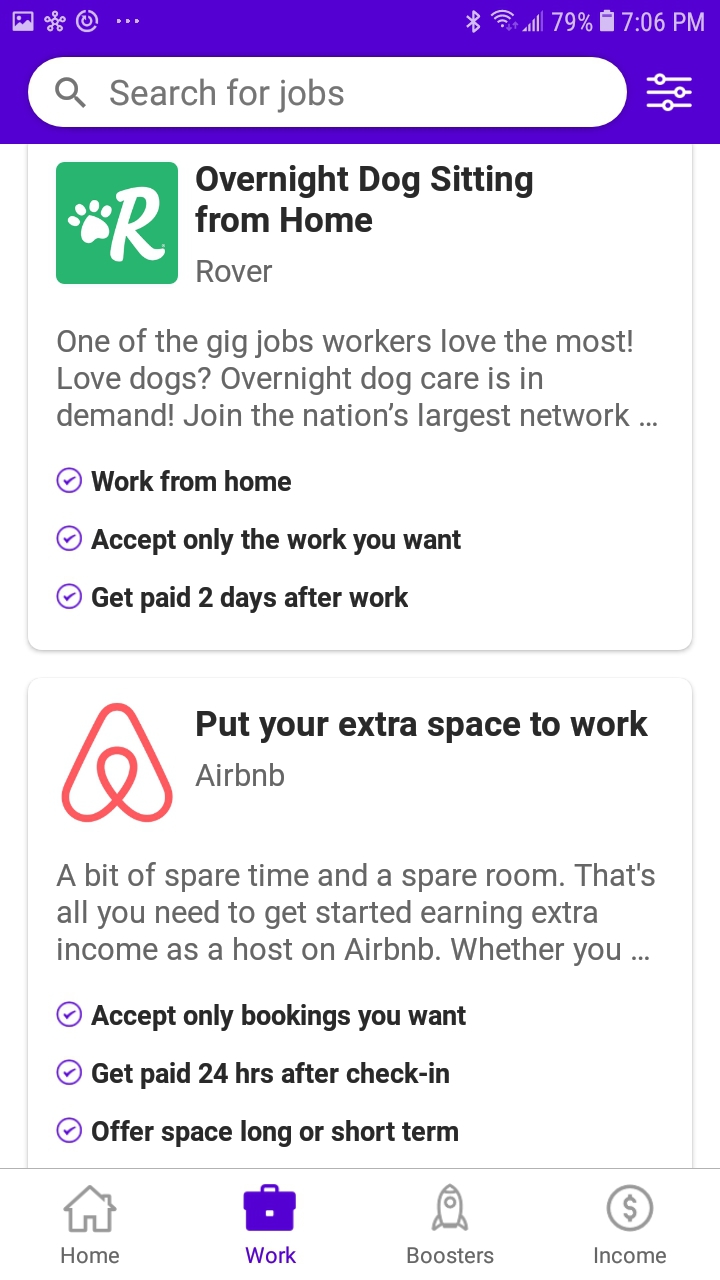 79% 7:06 PM
Search for jobs
R
Overnight Dog Sitting
from Home
Rover
One of the gig jobs workers love the most!
Love dogs? Overnight dog care is in
demand! Join the nation’s largest network ...
Work from home
Accept only the work you want
Get paid 2 days after work
Put your extra space to work
Airbnb
A bit of spare time and a spare room. That's
all you need to get started earning extra
income as a host on Airbnb. Whether you ...
Accept only bookings you want
Get paid 24 hrs after check-in
Offer space long or short term
Home Work Boosters Income